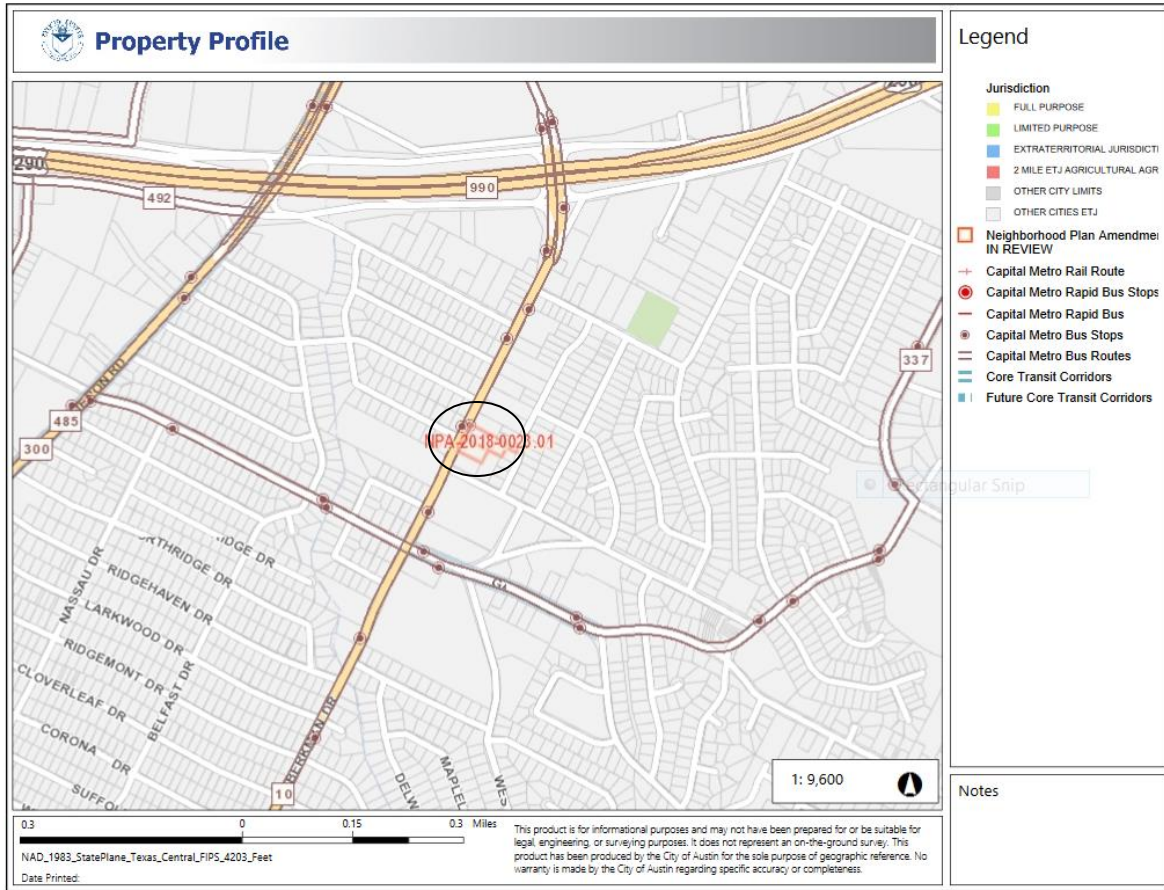 Property Profile
290
492
990
337
485
300
10
NPA-2018-0023.01
Rectangular Snip
NASSAU DR
RIDGEHAVEN DR
LARKWOOD DR
RIDGEMONT DR
CLOVERLEAF DR
BELFAST DR
CORONA DR
BERKMAN DR
DELW
MAPLEL
WES
1: 9,600
Legend
Jurisdiction
FULL PURPOSE
LIMITED PURPOSE
EXTRATERRITORIAL JURISDICTI
2 MILE ETJ AGRICULTURAL AGR
OTHER CITY LIMITS
OTHER CITIES ETJ
Neighborhood Plan Amendmer
IN REVIEW
Capital Metro Rail Route
Capital Metro Rapid Bus Stops
Capital Metro Rapid Bus
Capital Metro Bus Stops
Capital Metro Bus Routes
Core Transit Corridors
Future Core Transit Corridors
Notes
0.3 0 0.15 0.3 Miles
NAD_1983_StatePlane_Texas_Central_FIPS_4203_Feet
Date Printed:
This product is for informational purposes and may not have been prepared for or be suitable for
legal, engineering, or surveying purposes. It does not represent an on-the-ground survey. This
product has been produced by the City of Austin for the sole purpose of geographic reference. No
warranty is made by the City of Austin regarding specific accuracy or completeness.